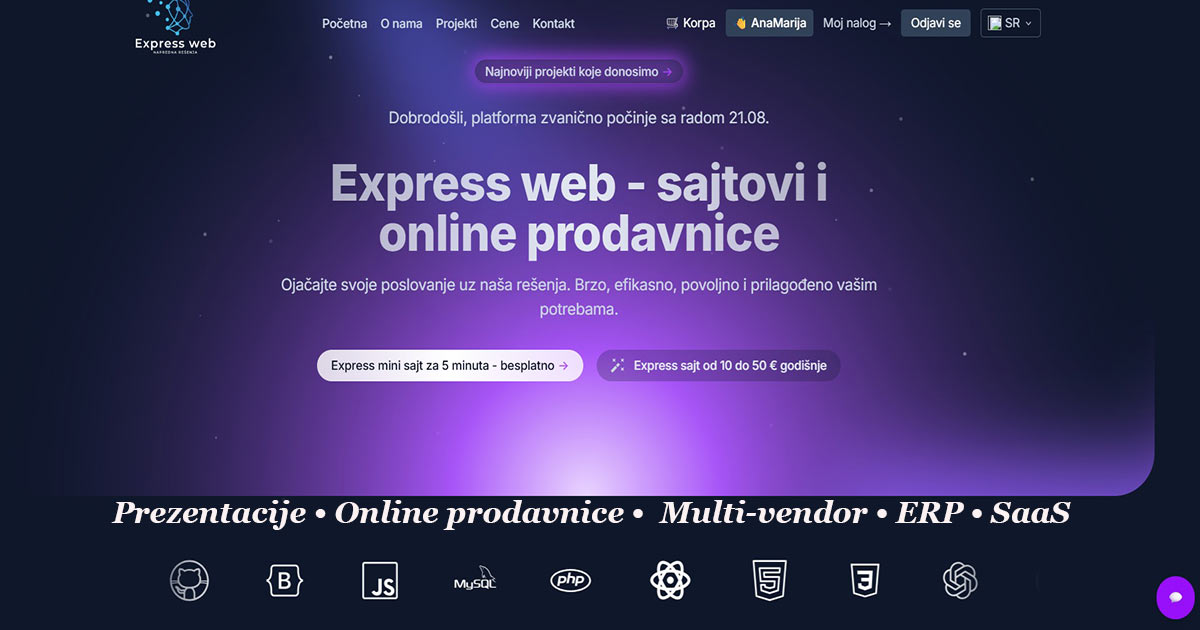 Express web
NAPREDNA REŠENJA
Početna O nama Projekti Cene Kontakt
🛒 Korpa 👋 AnaMarija Moj nalog → Odjavi se SR
Najnoviji projekti koje donosimo →
Dobrodošli, platforma zvanično počinje sa radom 21.08.
Express web - sajtovi i
online prodavnice
Ojačajte svoje poslovanje uz naša rešenja. Brzo, efikasno, povoljno i prilagođeno vašim
potrebama.
Express mini sajt za 5 minuta - besplatno →
Express sajt od 10 do 50 € godišnje
Prezentacije • Online prodavnice • Multi-vendor • ERP • SaaS
B JS MySQL php 5 3